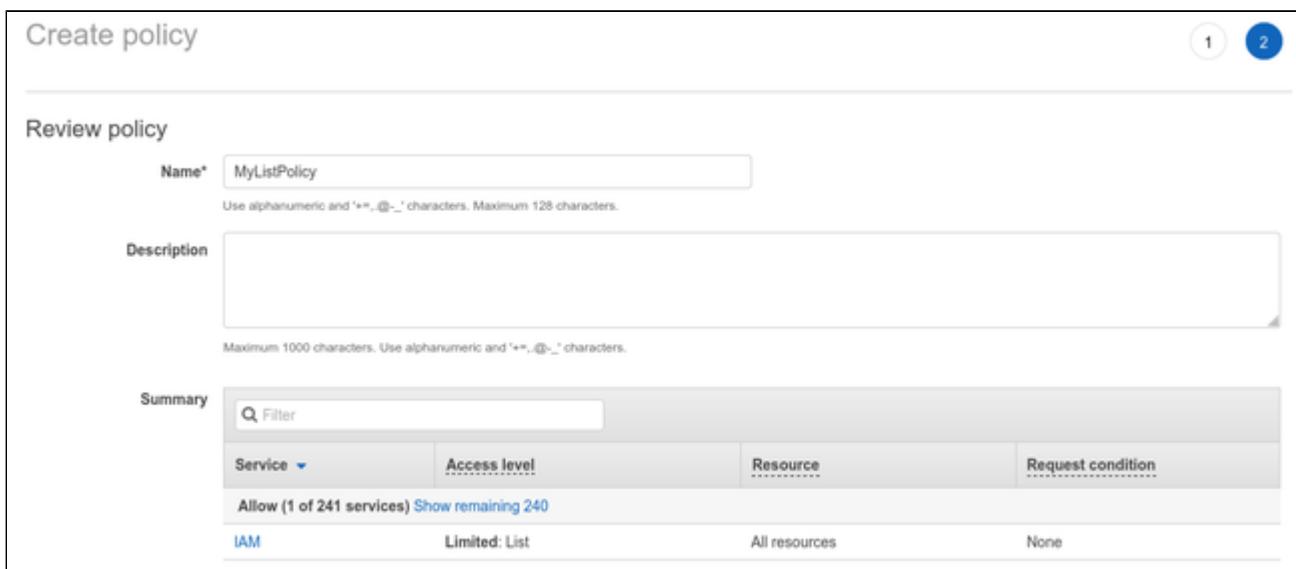 Create policy
1 2
Review policy
Name* MyListPolicy
Use alphanumeric and '+=,.@-_' characters. Maximum 128 characters.
Description
Maximum 1000 characters. Use alphanumeric and '+=,.@-_' characters.
Summary Filter
Service Access level Resource Request condition
Allow (1 of 241 services) Show remaining 240
IAM Limited: List All resources None